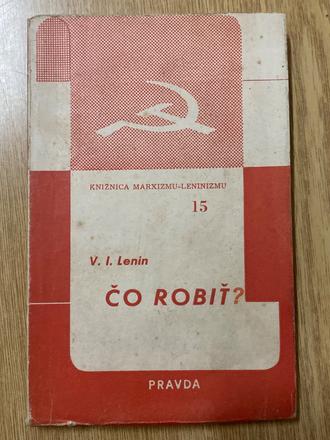 KNIŽNICA MARXIZMU-LENINIZMU
15
V. I. Lenin
ČO ROBIŤ?
PRAVDA